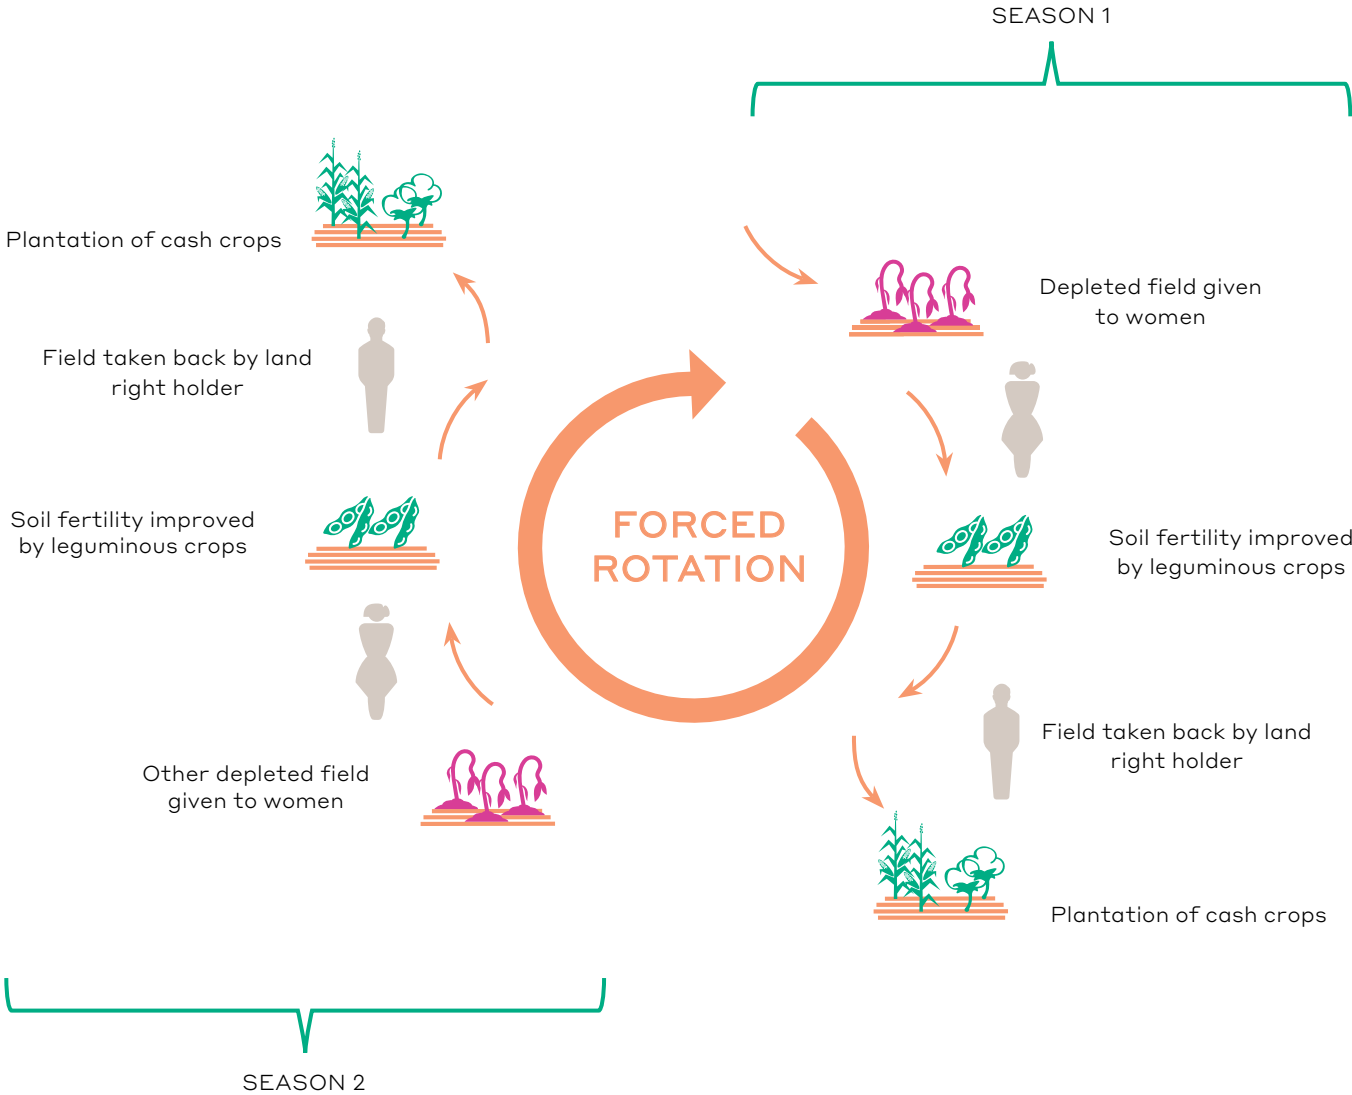 SEASON 1
Depleted field given
to women
Soil fertility improved
by leguminous crops
Field taken back by land
right holder
Plantation of cash crops
FORCED
ROTATION
Plantation of cash crops
Field taken back by land
right holder
Soil fertility improved
by leguminous crops
Other depleted field
given to women
SEASON 2